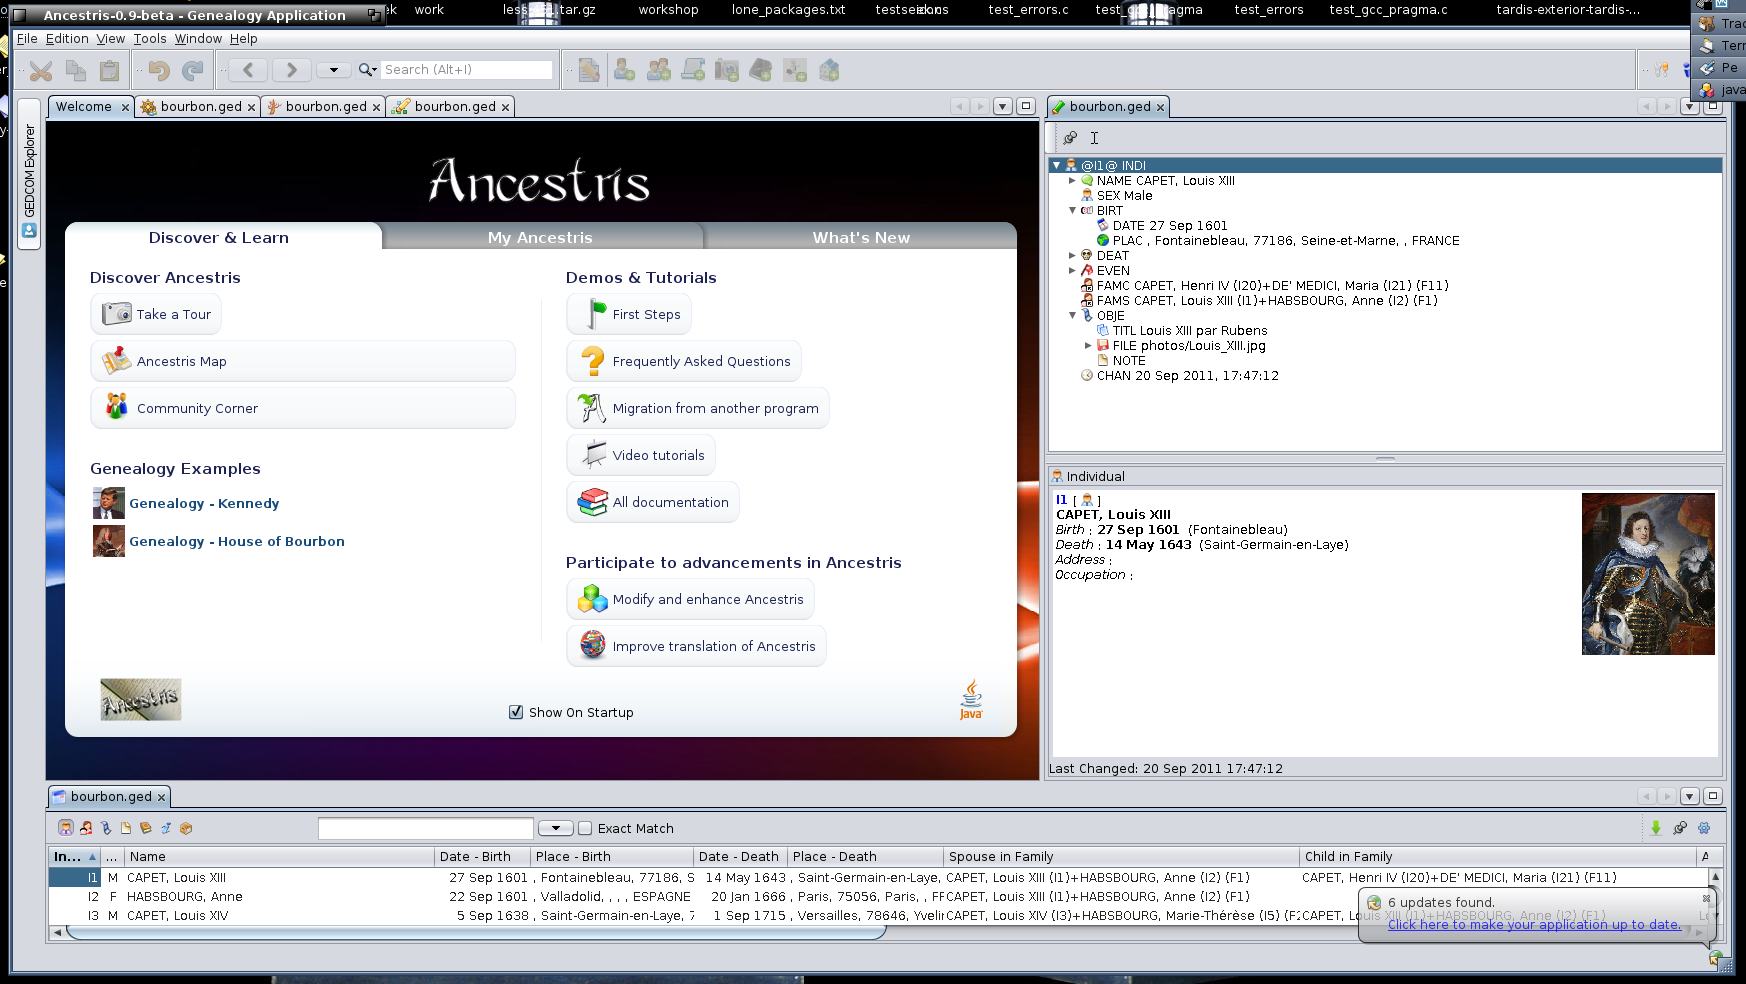 Ancestris-0.9-beta - Genealogy Application
work
workshop
lone_packages.txt
test_errors.c
test_errors
test_gcc_pragma.c
tardis-exterior-tardis-...
File Edition View Tools Window Help
Search (Alt+I)
java
Welcome
bourbon.ged
bourbon.ged
bourbon.ged
bourbon.ged
GEDCOM Explorer
Ancestris
Discover & Learn
My Ancestris
What's New
Discover Ancestris
Take a Tour
Ancestris Map
Community Corner
Genealogy Examples
Genealogy - Kennedy
Genealogy - House of Bourbon
Demos & Tutorials
First Steps
Frequently Asked Questions
Migration from another program
Video tutorials
All documentation
Participate to advancements in Ancestris
Modify and enhance Ancestris
Improve translation of Ancestris
Ancestris
Show On Startup
Java
@I1@ INDI
NAME CAPET, Louis XIII
SEX Male
BIRT
DATE 27 Sep 1601
PLAC , Fontainebleau, 77186, Seine-et-Marne, , FRANCE
DEAT
EVEN
FAMC CAPET, Henri IV (I20)+DE' MEDICI, Maria (I21) (F11)
FAMS CAPET, Louis XIII (I1)+HABSBOURG, Anne (I2) (F1)
OBJE
TITL Louis XIII par Rubens
FILE photos/Louis_XIII.jpg
NOTE
CHAN 20 Sep 2011, 17:47:12
Individual
I1 [ ]
CAPET, Louis XIII
Birth : 27 Sep 1601 (Fontainebleau)
Death : 14 May 1643 (Saint-Germain-en-Laye)
Address :
Occupation :
Last Changed: 20 Sep 2011 17:47:12
bourbon.ged
Exact Match
In... ... Name Date - Birth Place - Birth Date - Death Place - Death Spouse in Family Child in Family A
I1 M CAPET, Louis XIII 27 Sep 1601 , Fontainebleau, 77186, S 14 May 1643 , Saint-Germain-en-Laye, CAPET, Louis XIII (I1)+HABSBOURG, Anne (I2) (F1) CAPET, Henri IV (I20)+DE' MEDICI, Maria (I21) (F11)
I2 F HABSBOURG, Anne 22 Sep 1601 , Valladolid, , , , ESPAGNE 20 Jan 1666 , Paris, 75056, Paris, , FF CAPET, Louis XIII (I1)+HABSBOURG, Anne (I2) (F1)
I3 M CAPET, Louis XIV 5 Sep 1638 , Saint-Germain-en-Laye, 7 1 Sep 1715 , Versailles, 78646, Yvelin CAPET, Louis XIV (I3)+HABSBOURG, Marie-Thérèse (I5) (F2 CAPET, Louis XIII (I1)+HABSBOURG, Anne (I2) (F1)
6 updates found.
Click here to make your application up to date.